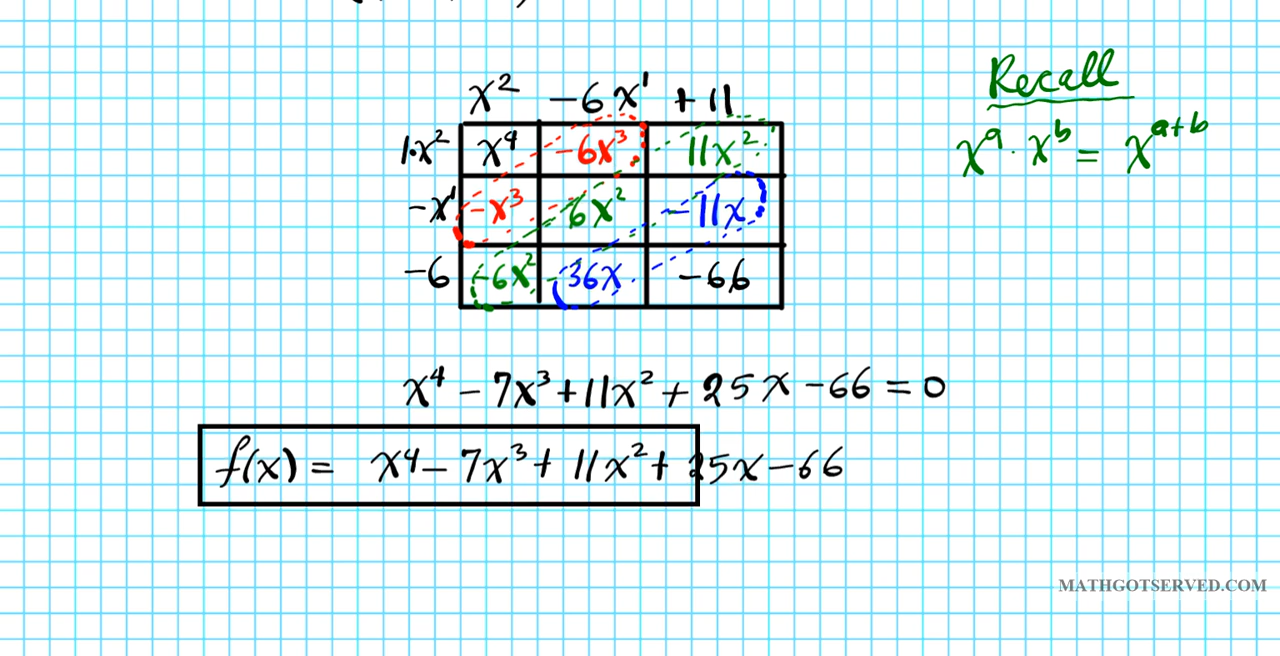 Recall
x² −6x¹ +11
1·x² x⁴ −6x³ 11x²
xᵃ · xᵇ = xᵃ⁺ᵇ
−x¹ −x³ 6x² −11x
−6 −6x² 36x −66
x⁴ − 7x³ + 11x² + 25x − 66 = 0
f(x) = x⁴ − 7x³ + 11x² + 25x − 66
MATHGOTSERVED.COM